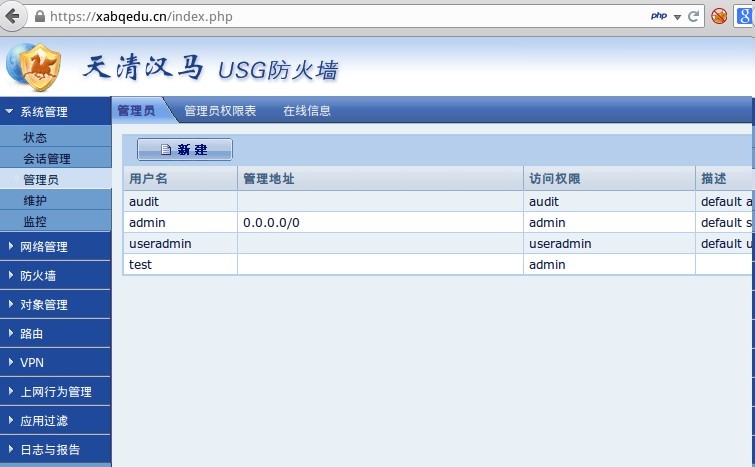 https://xabqedu.cn/index.php
php
天清汉马 USG防火墙
系统管理
状态
会话管理
管理员
维护
监控
网络管理
防火墙
对象管理
路由
VPN
上网行为管理
应用过滤
日志与报告
管理员 管理员权限表 在线信息
新建
用户名 管理地址 访问权限 描述
audit audit default a
admin 0.0.0.0/0 admin default s
useradmin useradmin default u
test admin